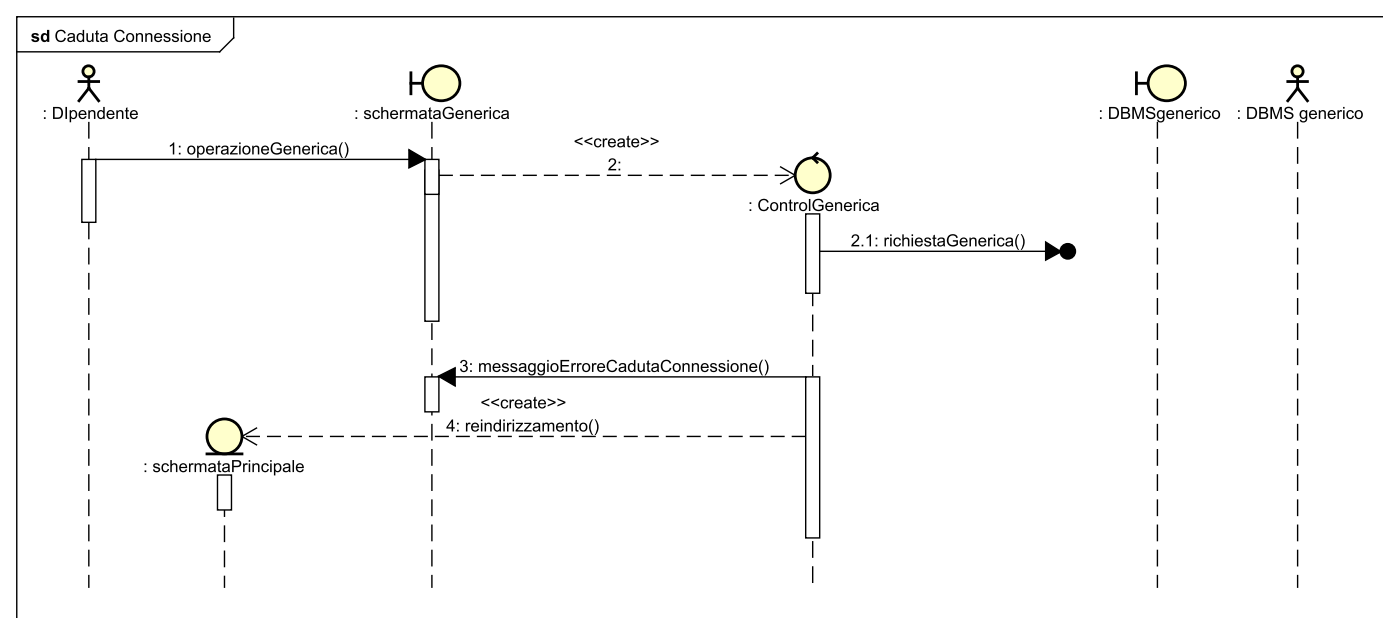 sd Caduta Connessione
: DIpendente
: schermataGenerica
: DBMSgenerico
: DBMS generico
1: operazioneGenerica()
<<create>>
2:
: ControlGenerica
2.1: richiestaGenerica()
3: messaggioErroreCadutaConnessione()
<<create>>
4: reindirizzamento()
: schermataPrincipale